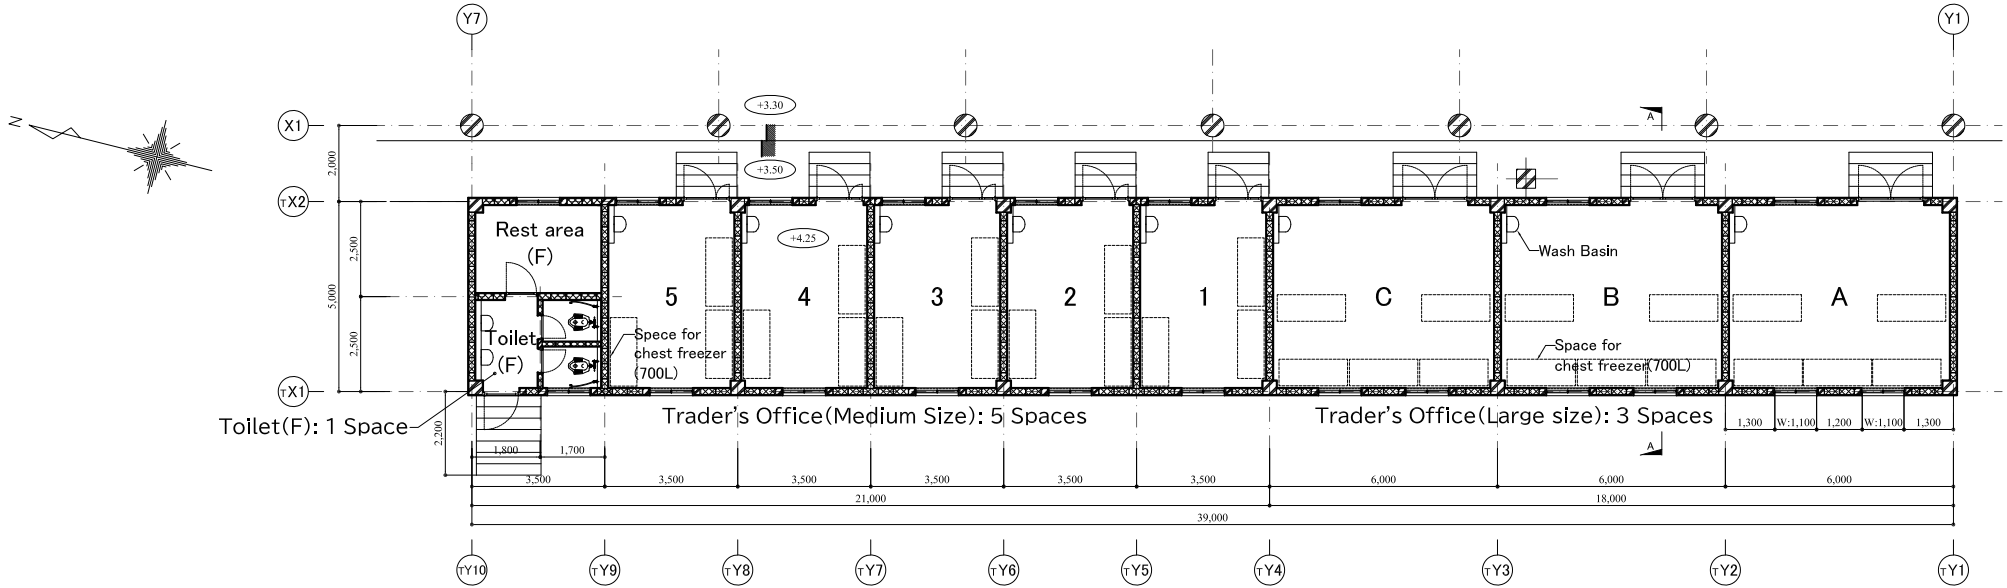 Y7
Y1
N
X1
+3.30
A
+3.50
2,000
TX2
Rest area
(F)
+4.25
Wash Basin
2,500
5,000
5
4
3
2
1
C
B
A
Toilet
(F)
Spece for
chest freezer
(700L)
Space for
chest freezer(700L)
2,500
TX1
Toilet(F): 1 Space
Trader's Office(Medium Size): 5 Spaces
Trader's Office(Large size): 3 Spaces
1,300
W:1,100
1,200
W:1,100
1,300
2,200
A
1,800
1,700
3,500
3,500
3,500
3,500
3,500
3,500
6,000
6,000
6,000
21,000
18,000
39,000
TY10
TY9
TY8
TY7
TY6
TY5
TY4
TY3
TY2
TY1